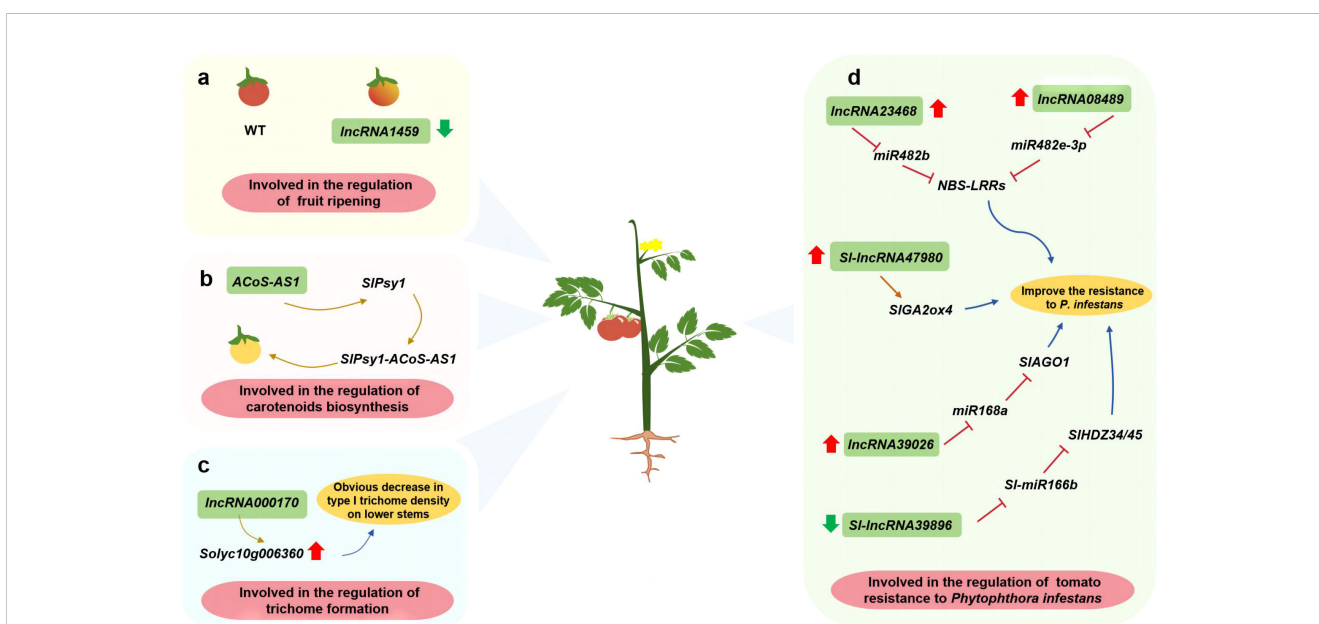 a
WT
lncRNA1459
Involved in the regulation
of fruit ripening
b
ACoS-AS1
SlPsy1
SlPsy1-ACoS-AS1
Involved in the regulation of
carotenoids biosynthesis
c
lncRNA000170
Obvious decrease in
type I trichome density
on lower stems
Solyc10g006360
Involved in the regulation of
trichome formation
d
lncRNA23468
lncRNA08489
miR482b
miR482e-3p
NBS-LRRs
Sl-lncRNA47980
Improve the resistance
to P. infestans
SlGA2ox4
SlAGO1
miR168a
lncRNA39026
SlHDZ34/45
Sl-miR166b
Sl-lncRNA39896
Involved in the regulation of tomato
resistance to Phytophthora infestans